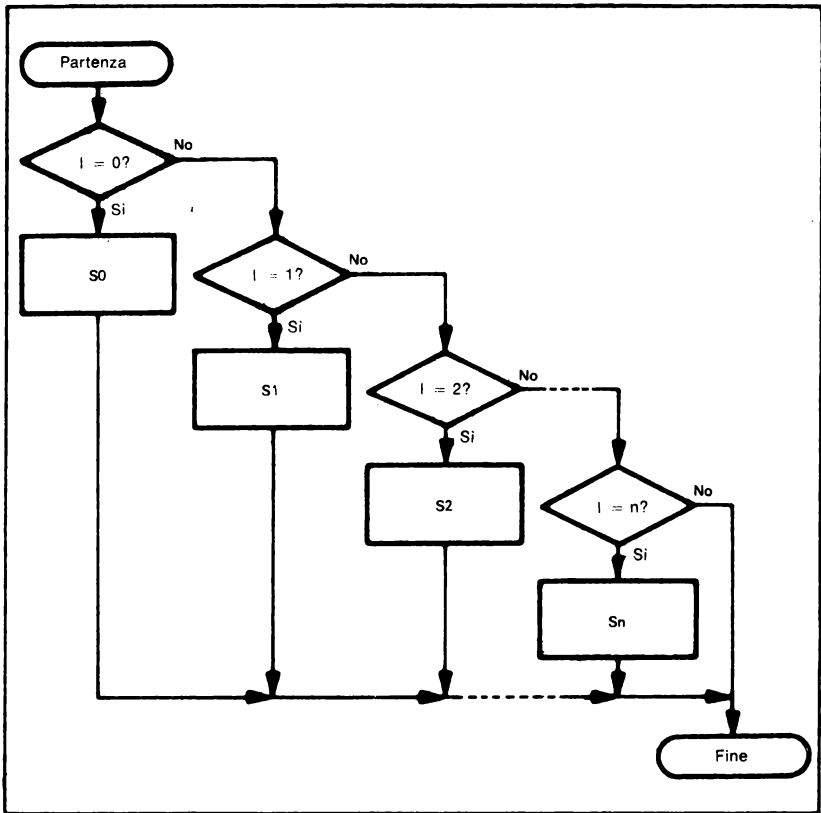 Partenza
I = 0?
No
Si
S0
I = 1?
No
Si
S1
I = 2?
No
Si
S2
I = n?
No
Si
Sn
Fine